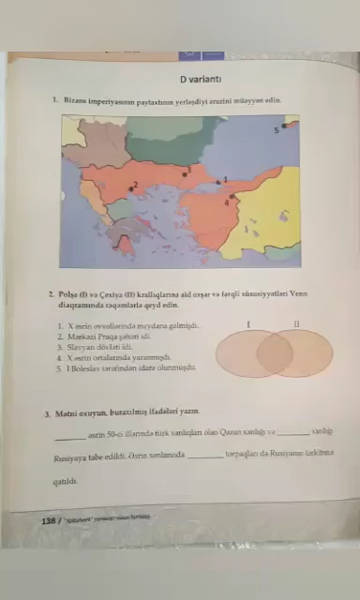 D variantı
1. Bizans imperiyasının paytaxtının yerləşdiyi ərazini müəyyən edin.
5
3
1
2
4
2. Polşa (I) və Çexiya (II) krallıqlarına aid oxşar və fərqli xüsusiyyətləri Venn
diaqramında rəqəmlərlə qeyd edin.
I II
1. X əsrin əvvəllərində meydana gəlmişdi.
2. Mərkəzi Praqa şəhəri idi.
3. Slavyan dövləti idi.
4. X əsrin ortalarında yaranmışdı.
5. I Boleslav tərəfindən idarə olunmuşdu.
3. Mətni oxuyun, buraxılmış ifadələri yazın.
_______ əsrin 50-ci illərində türk xanlıqları olan Qazan xanlığı və _______ xanlığı
Rusiyaya tabe edildi. Əsrin sonlarında _______ torpaqları da Rusiyanın tərkibinə
qatıldı.
138 /